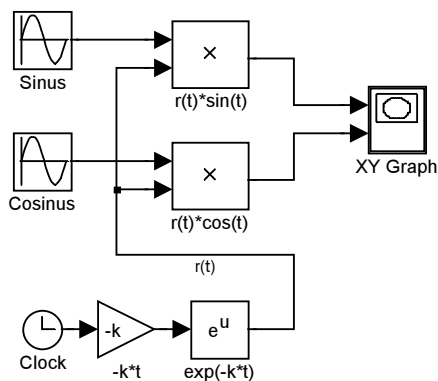 ×
Sinus
r(t)*sin(t)
XY Graph
×
Cosinus
r(t)*cos(t)
r(t)
-k
e^u
Clock
-k*t
exp(-k*t)